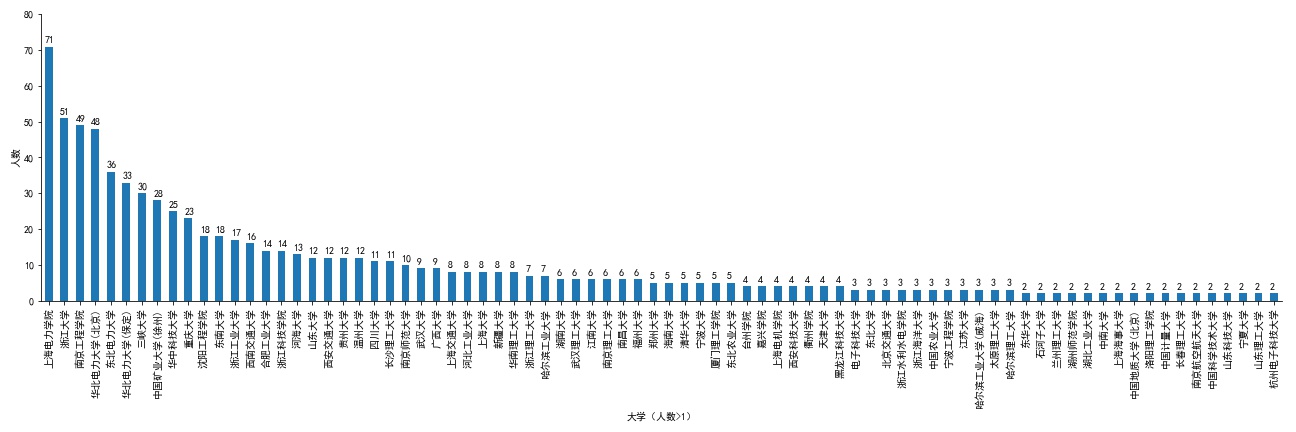 人数
80
70
60
50
40
30
20
10
0
71 51 49 48 36 33 30 28 25 23 18 18 17 16 14 14 13 12 12 12 12 11 11 10 9 9 8 8 8 8 8 7 7 6 6 6 6 6 6 5 5 5 5 5 5 4 4 4 4 4 4 4 3 3 3 3 3 3 3 3 3 3 3 2 2 2 2 2 2 2 2 2 2 2 2 2 2 2 2 2
上海电力学院
浙江大学
南京工程学院
华北电力大学(北京)
东北电力大学
华北电力大学(保定)
三峡大学
中国矿业大学(徐州)
华中科技大学
重庆大学
沈阳工程学院
东南大学
浙江工业大学
西南交通大学
合肥工业大学
浙江科技学院
河海大学
山东大学
西安交通大学
贵州大学
温州大学
四川大学
长沙理工大学
南京师范大学
武汉大学
广西大学
上海交通大学
河北工业大学
上海大学
新疆大学
华南理工大学
浙江理工大学
哈尔滨工业大学
湖南大学
武汉理工大学
江南大学
南京理工大学
南昌大学
福州大学
郑州大学
海南大学
清华大学
宁波大学
厦门理工学院
东北农业大学
台州学院
嘉兴学院
上海电机学院
西安科技大学
衢州学院
天津大学
黑龙江科技大学
电子科技大学
东北大学
北京交通大学
浙江水利水电学院
浙江海洋大学
中国农业大学
宁波工程学院
江苏大学
哈尔滨工业大学(威海)
太原理工大学
哈尔滨理工大学
东华大学
石河子大学
兰州理工大学
湖州师范学院
湖北工业大学
中南大学
上海海事大学
中国地质大学(北京)
洛阳理工学院
中国计量大学
长春理工大学
南京航空航天大学
中国科学技术大学
山东科技大学
宁夏大学
山东理工大学
杭州电子科技大学
大学（人数>1）